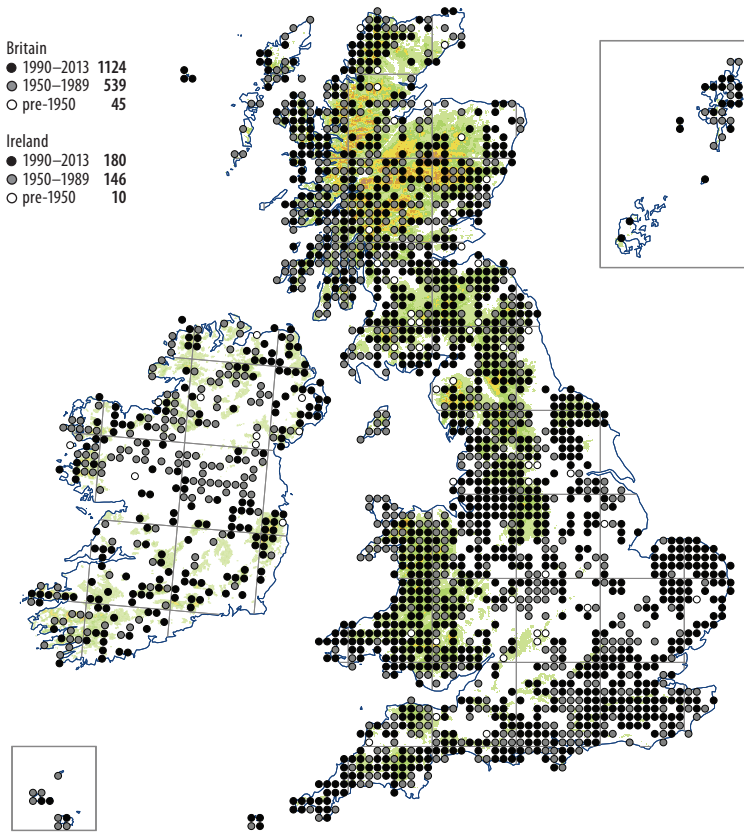 Britain
● 1990–2013 1124
● 1950–1989 539
○ pre-1950 45
Ireland
● 1990–2013 180
● 1950–1989 146
○ pre-1950 10